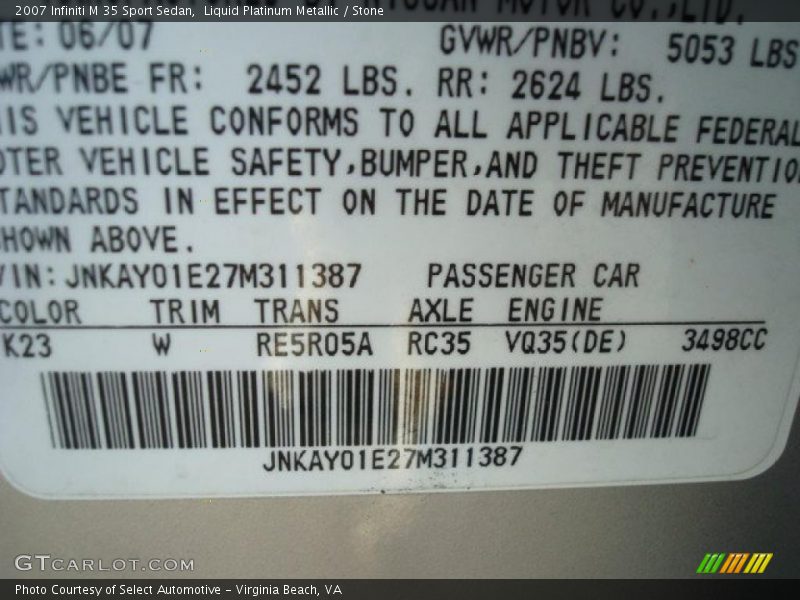 2007 Infiniti M 35 Sport Sedan,  Liquid Platinum Metallic / Stone
MOTOR CO.,LTD.
TE: 06/07 GVWR/PNBV: 5053 LBS
WR/PNBE FR: 2452 LBS. RR: 2624 LBS.
IS VEHICLE CONFORMS TO ALL APPLICABLE FEDERAL
OTER VEHICLE SAFETY,BUMPER,AND THEFT PREVENTIO
TANDARDS IN EFFECT ON THE DATE OF MANUFACTURE
HOWN ABOVE.
VIN: JNKAY01E27M311387 PASSENGER CAR
COLOR TRIM TRANS AXLE ENGINE
K23 W RE5R05A RC35 VQ35(DE) 3498CC
JNKAY01E27M311387
GTCARLOT.COM
Photo Courtesy of Select Automotive - Virginia Beach, VA